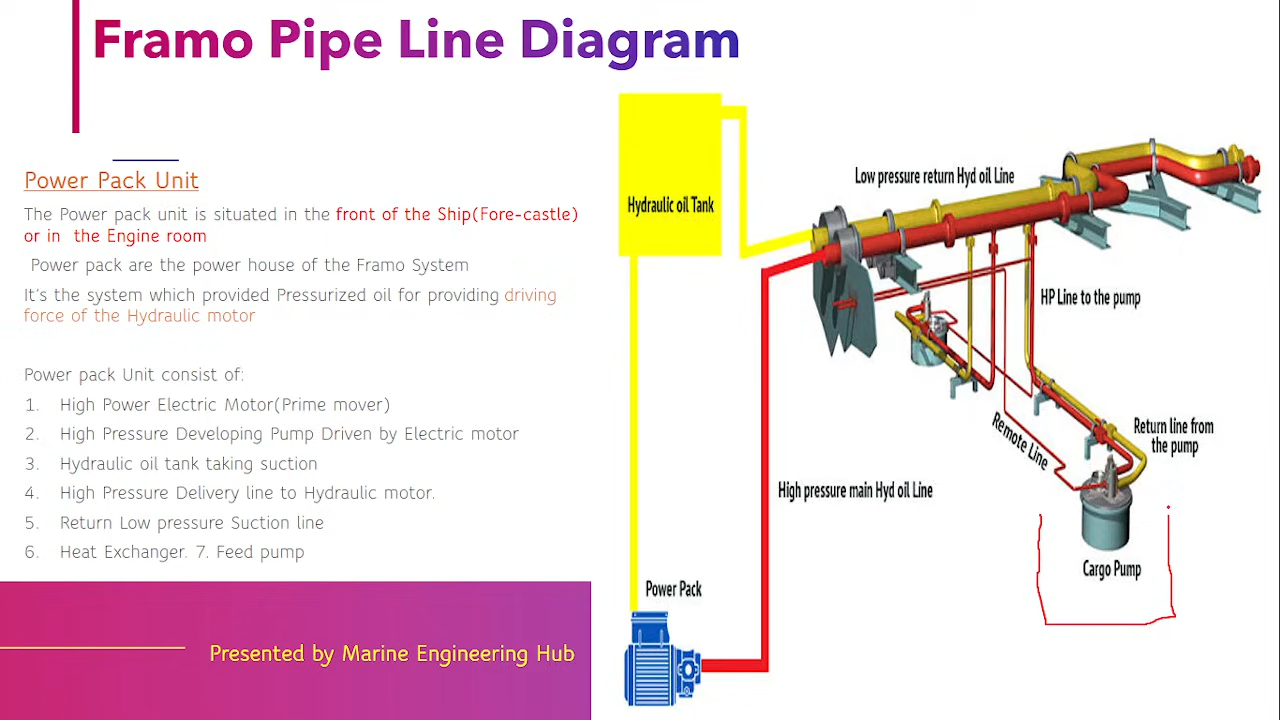 Framo Pipe Line Diagram
Power Pack Unit
The Power pack unit is situated in the front of the Ship(Fore-castle)
or in the Engine room
Power pack are the power house of the Framo System
It's the system which provided Pressurized oil for providing driving
force of the Hydraulic motor
Power pack Unit consist of:
1. High Power Electric Motor(Prime mover)
2. High Pressure Developing Pump Driven by Electric motor
3. Hydraulic oil tank taking suction
4. High Pressure Delivery line to Hydraulic motor.
5. Return Low pressure Suction line
6. Heat Exchanger. 7. Feed pump
Presented by Marine Engineering Hub
Hydraulic oil Tank
Low pressure return Hyd oil Line
HP Line to the pump
Remote Line
Return line from
the pump
High pressure main Hyd oil Line
Cargo Pump
Power Pack